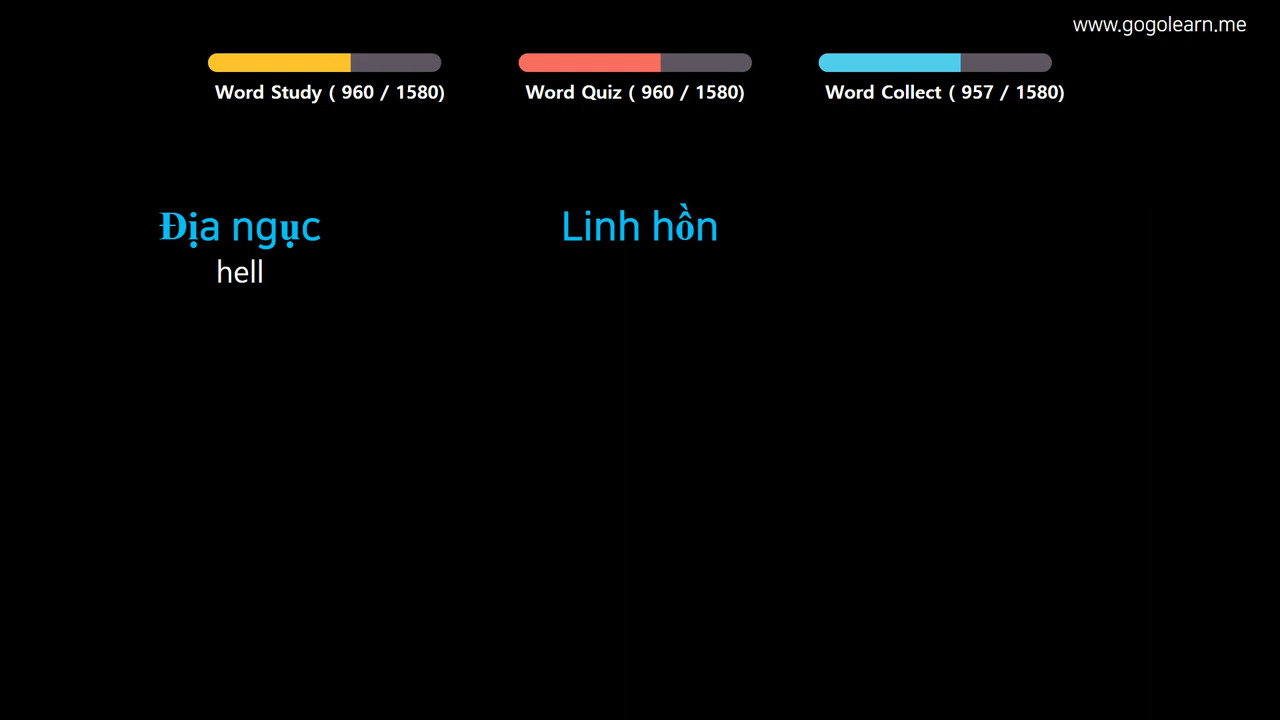 www.gogolearn.me
Word Study ( 960 / 1580)
Word Quiz ( 960 / 1580)
Word Collect ( 957 / 1580)
Địa ngục
hell
Linh hồn